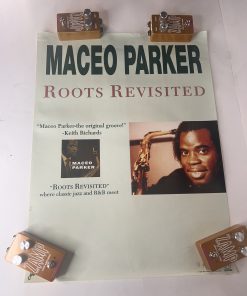 MACEO PARKER
ROOTS REVISITED
"Maceo Parker-the original groove!"
-Keith Richards
MACEO
PARKER
"ROOTS REVISITED"
where classic jazz and R&B meet